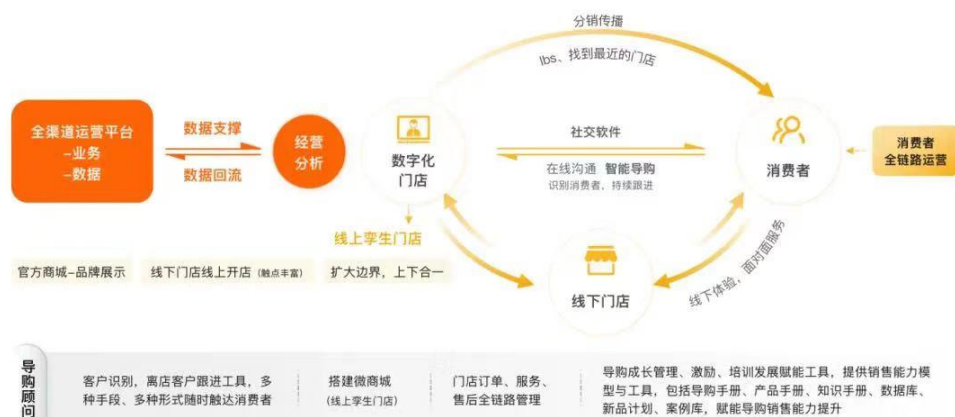 分销传播
lbs、找到最近的门店
全渠道运营平台
-业务
-数据
数据支撑
数据回流
经营
分析
数字化
门店
社交软件
在线沟通 智能导购
识别消费者，持续跟进
消费者
消费者
全链路运营
线上孪生门店
官方商城-品牌展示
线下门店线上开店（触点丰富）
扩大边界，上下合一
线下门店
线下体验，面对面服务
导购顾问
客户识别，离店客户跟进工具，多
种手段、多种形式随时触达消费者
搭建微商城
(线上孪生门店)
门店订单、服务、
售后全链路管理
导购成长管理、激励、培训发展赋能工具，提供销售能力模
型与工具，包括导购手册、产品手册、知识手册、数据库、
新品计划、案例库，赋能导购销售能力提升